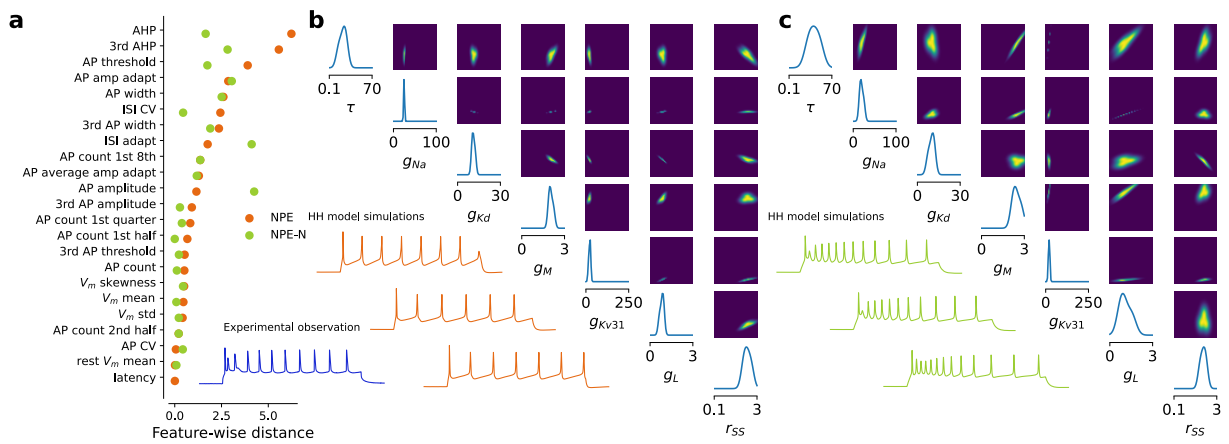 a
AHP
3rd AHP
AP threshold
AP amp adapt
AP width
ISI CV
3rd AP width
ISI adapt
AP count 1st 8th
AP average amp adapt
AP amplitude
3rd AP amplitude
AP count 1st quarter
AP count 1st half
3rd AP threshold
AP count
V_m skewness
V_m mean
V_m std
AP count 2nd half
AP CV
rest V_m mean
latency
0.0 2.5 5.0
Feature-wise distance
NPE
NPE-N
Experimental observation
b
0.1 70
τ
0 100
g_Na
0 30
g_Kd
0 3
g_M
0 250
g_Kv31
0 3
g_L
0.1 3
r_SS
HH model simulations
c
0.1 70
τ
0 100
g_Na
0 30
g_Kd
0 3
g_M
0 250
g_Kv31
0 3
g_L
0.1 3
r_SS
HH model simulations